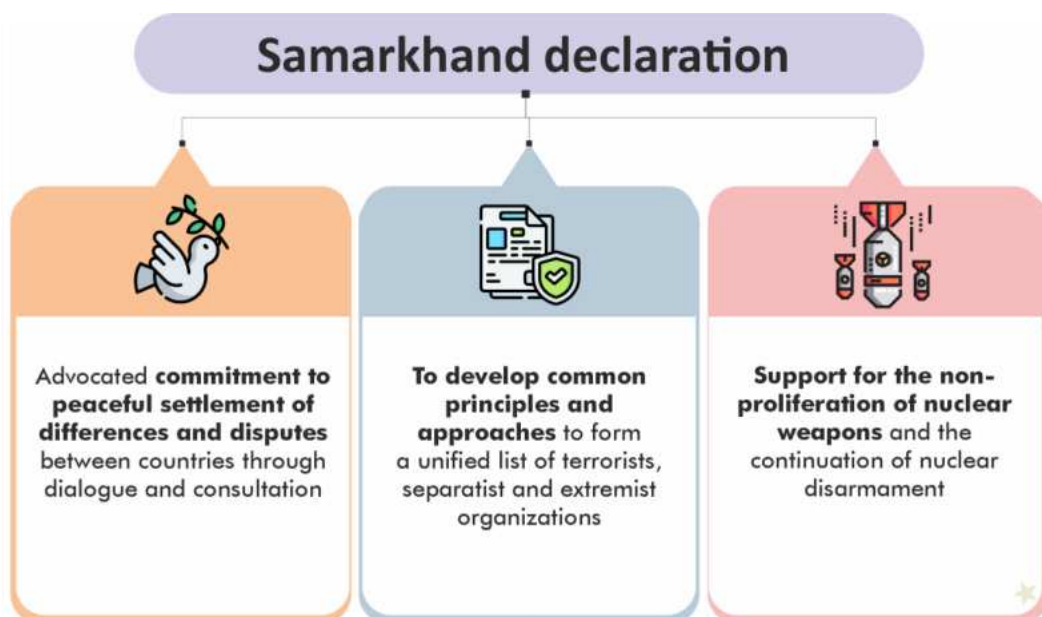 Samarkhand declaration
Advocated commitment to
peaceful settlement of
differences and disputes
between countries through
dialogue and consultation
To develop common
principles and
approaches to form
a unified list of terrorists,
separatist and extremist
organizations
Support for the non-
proliferation of nuclear
weapons and the
continuation of nuclear
disarmament